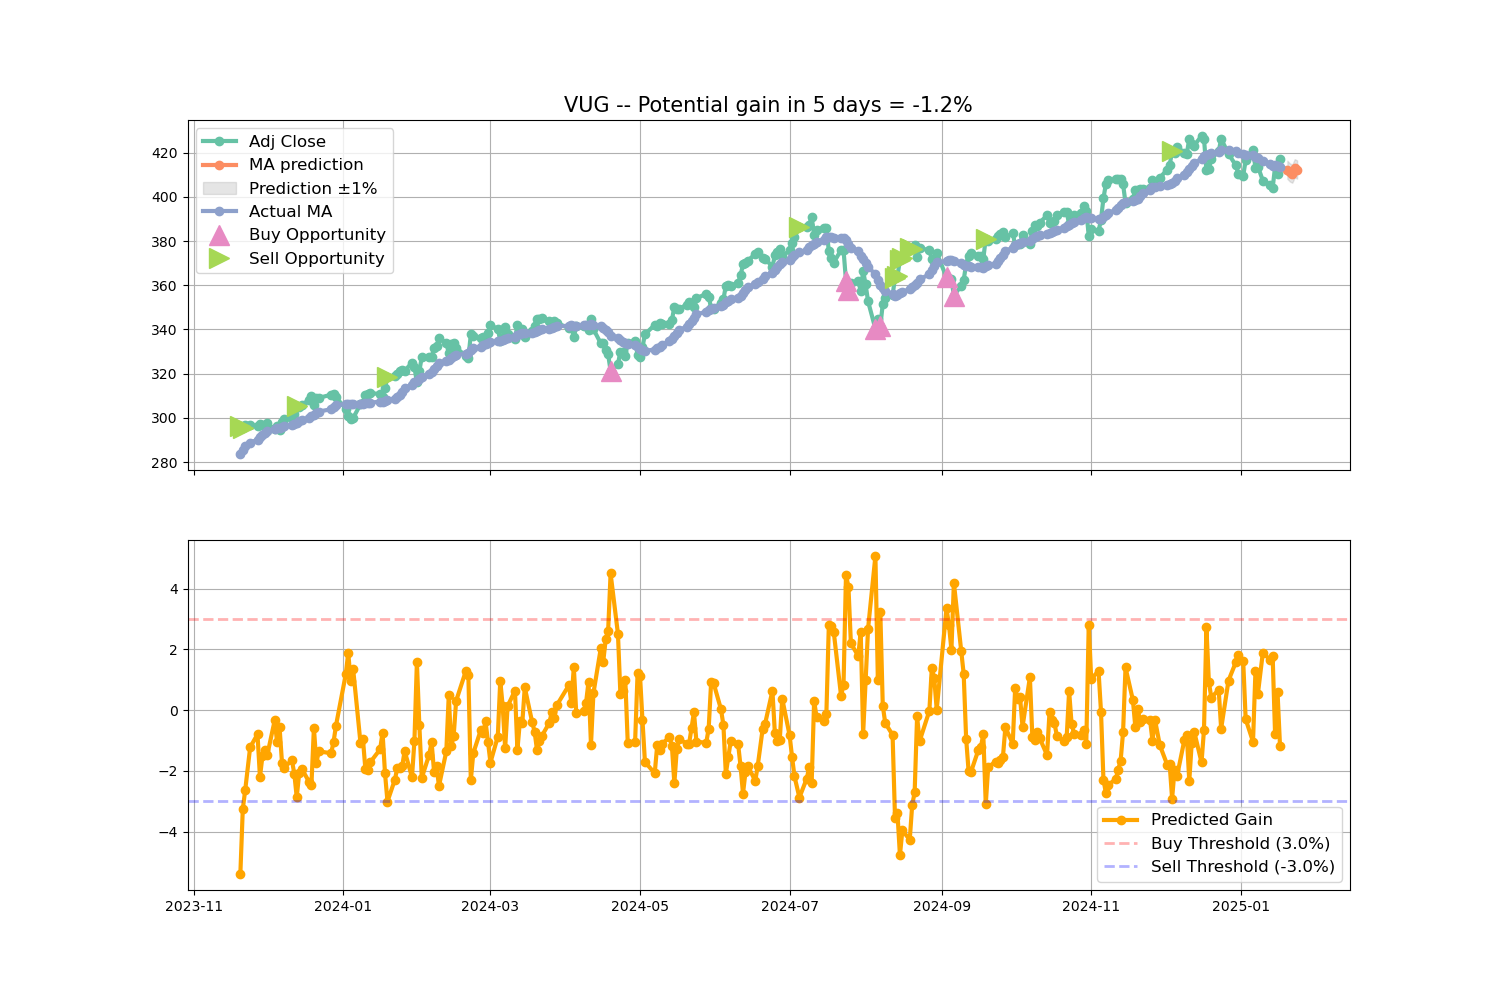 VUG -- Potential gain in 5 days = -1.2%
Adj Close
MA prediction
Prediction ±1%
Actual MA
Buy Opportunity
Sell Opportunity
420
400
380
360
340
320
300
280
4
2
0
−2
−4
Predicted Gain
Buy Threshold (3.0%)
Sell Threshold (-3.0%)
2023-11
2024-01
2024-03
2024-05
2024-07
2024-09
2024-11
2025-01